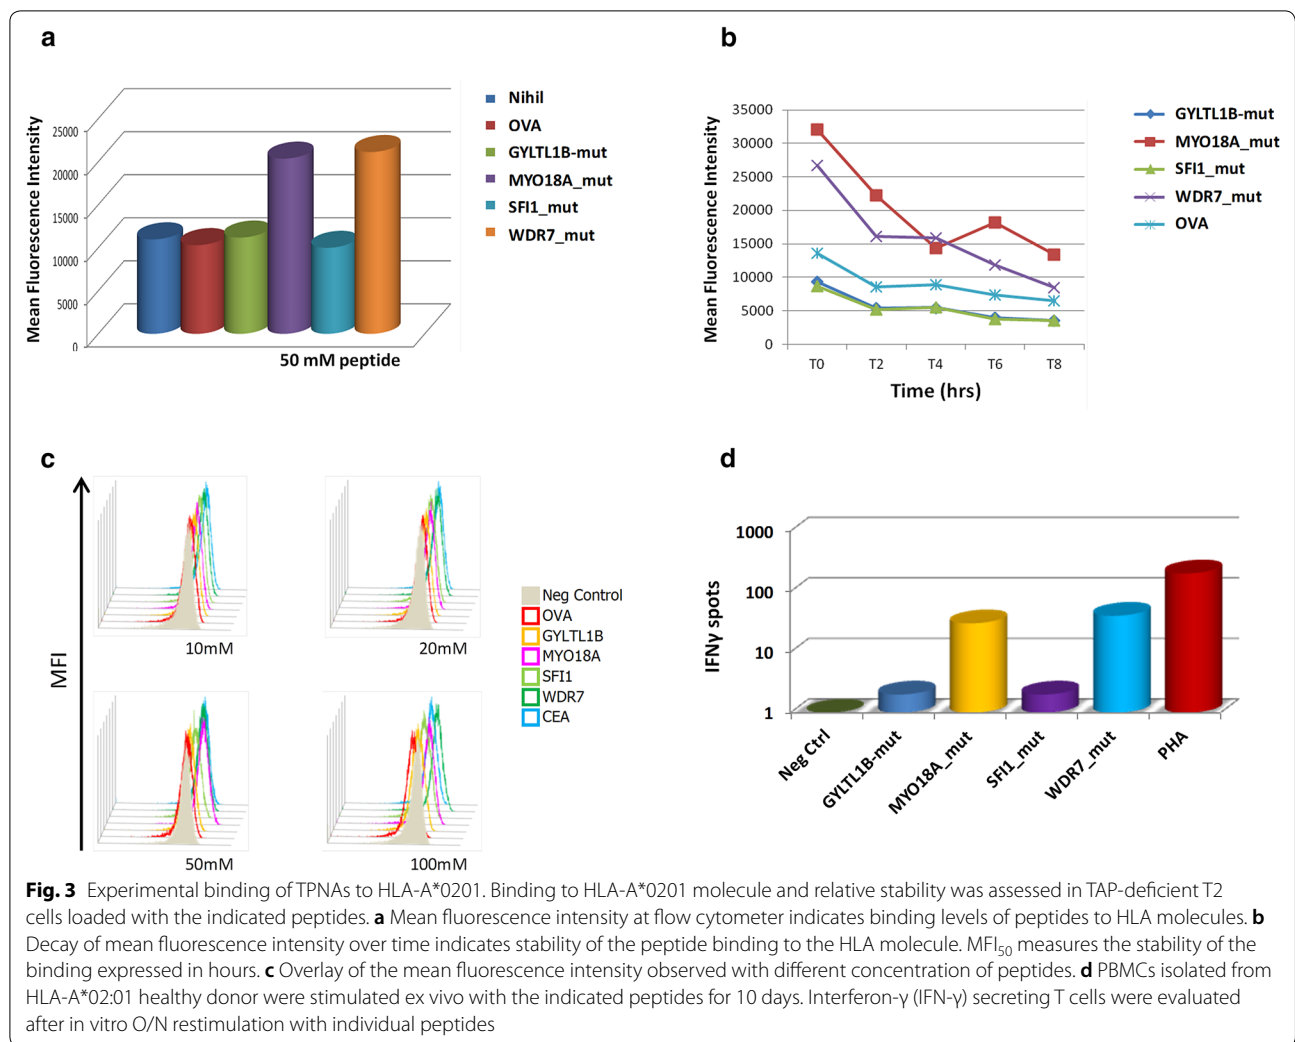 a
25000
20000
15000
10000
5000
0
Mean Fluorescence Intensity
50 mM peptide
Nihil
OVA
GYLTL1B-mut
MYO18A_mut
SFI1_mut
WDR7_mut
b
35000
30000
25000
20000
15000
10000
5000
0
Mean Fluorescence Intensity
T0 T2 T4 T6 T8
Time (hrs)
GYLTL1B-mut
MYO18A_mut
SFI1_mut
WDR7_mut
OVA
c
MFI
10mM
20mM
50mM
100mM
Neg Control
OVA
GYLTL1B
MYO18A
SFI1
WDR7
CEA
d
1000
100
10
1
IFNγ spots
Neg Ctrl
GYLTL1B-mut
MYO18A_mut
SFI1_mut
WDR7_mut
PHA
Fig. 3 Experimental binding of TPNAs to HLA-A*0201. Binding to HLA-A*0201 molecule and relative stability was assessed in TAP-deficient T2
cells loaded with the indicated peptides. a Mean fluorescence intensity at flow cytometer indicates binding levels of peptides to HLA molecules. b
Decay of mean fluorescence intensity over time indicates stability of the peptide binding to the HLA molecule. MFI50 measures the stability of the
binding expressed in hours. c Overlay of the mean fluorescence intensity observed with different concentration of peptides. d PBMCs isolated from
HLA-A*02:01 healthy donor were stimulated ex vivo with the indicated peptides for 10 days. Interferon-γ (IFN-γ) secreting T cells were evaluated
after in vitro O/N restimulation with individual peptides